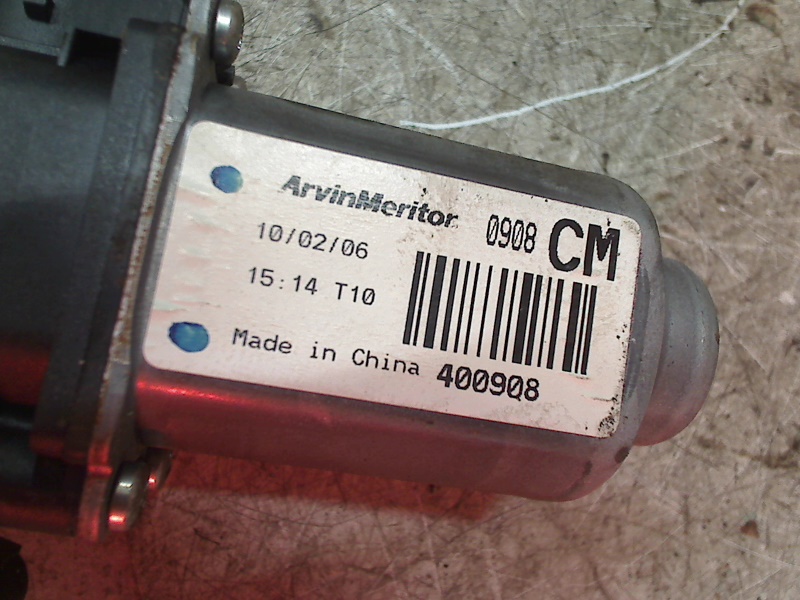 ArvinMeritor 0908 CM
10/02/06
15:14 T10
Made in China 400908